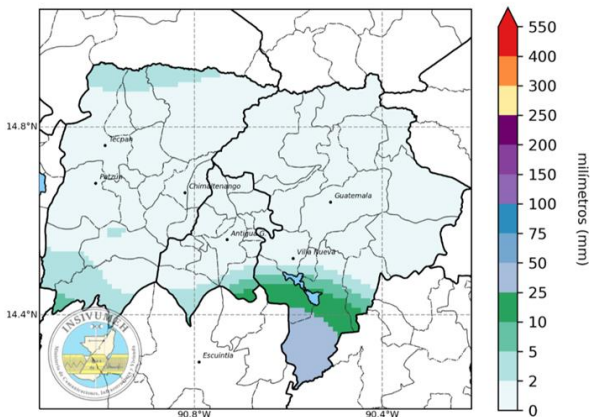 550
400
300
14.8°N
250
Tecpán
200
Patzún
Chimaltenango
150
Guatemala
100
Antigua G.
75
Villa Nueva
50
25
14.4°N
10
INSIVUMEH
Escuintla
5
2
0
90.8°W
90.4°W
milímetros (mm)